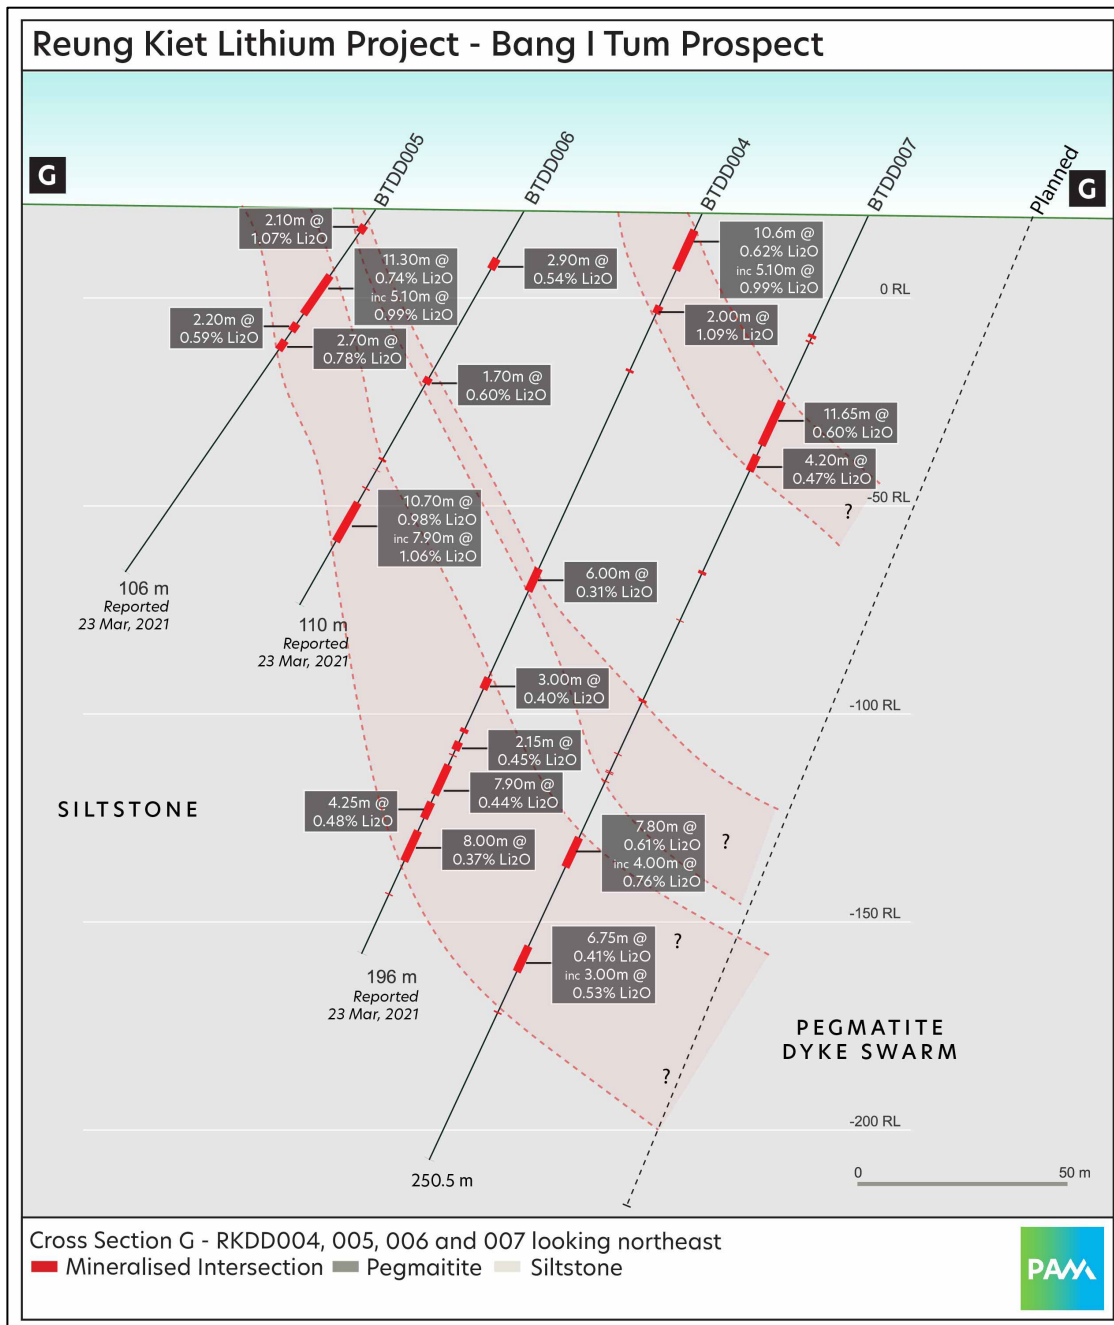 Reung Kiet Lithium Project - Bang I Tum Prospect
G
BTDD005
BTDD006
BTDD004
BTDD007
Planned
G
2.10m @
1.07% Li2O
11.30m @
0.74% Li2O
inc 5.10m @
0.99% Li2O
2.90m @
0.54% Li2O
10.6m @
0.62% Li2O
inc 5.10m @
0.99% Li2O
0 RL
2.20m @
0.59% Li2O
2.70m @
0.78% Li2O
2.00m @
1.09% Li2O
1.70m @
0.60% Li2O
11.65m @
0.60% Li2O
4.20m @
0.47% Li2O
-50 RL
?
10.70m @
0.98% Li2O
inc 7.90m @
1.06% Li2O
6.00m @
0.31% Li2O
106 m
Reported
23 Mar, 2021
110 m
Reported
23 Mar, 2021
3.00m @
0.40% Li2O
-100 RL
2.15m @
0.45% Li2O
7.90m @
0.44% Li2O
SILTSTONE
4.25m @
0.48% Li2O
8.00m @
0.37% Li2O
7.80m @
0.61% Li2O
inc 4.00m @
0.76% Li2O
?
-150 RL
6.75m @
0.41% Li2O
inc 3.00m @
0.53% Li2O
?
196 m
Reported
23 Mar, 2021
PEGMATITE
DYKE SWARM
?
-200 RL
250.5 m
0
50 m
Cross Section G - RKDD004, 005, 006 and 007 looking northeast
Mineralised Intersection Pegmaitite Siltstone
PAM